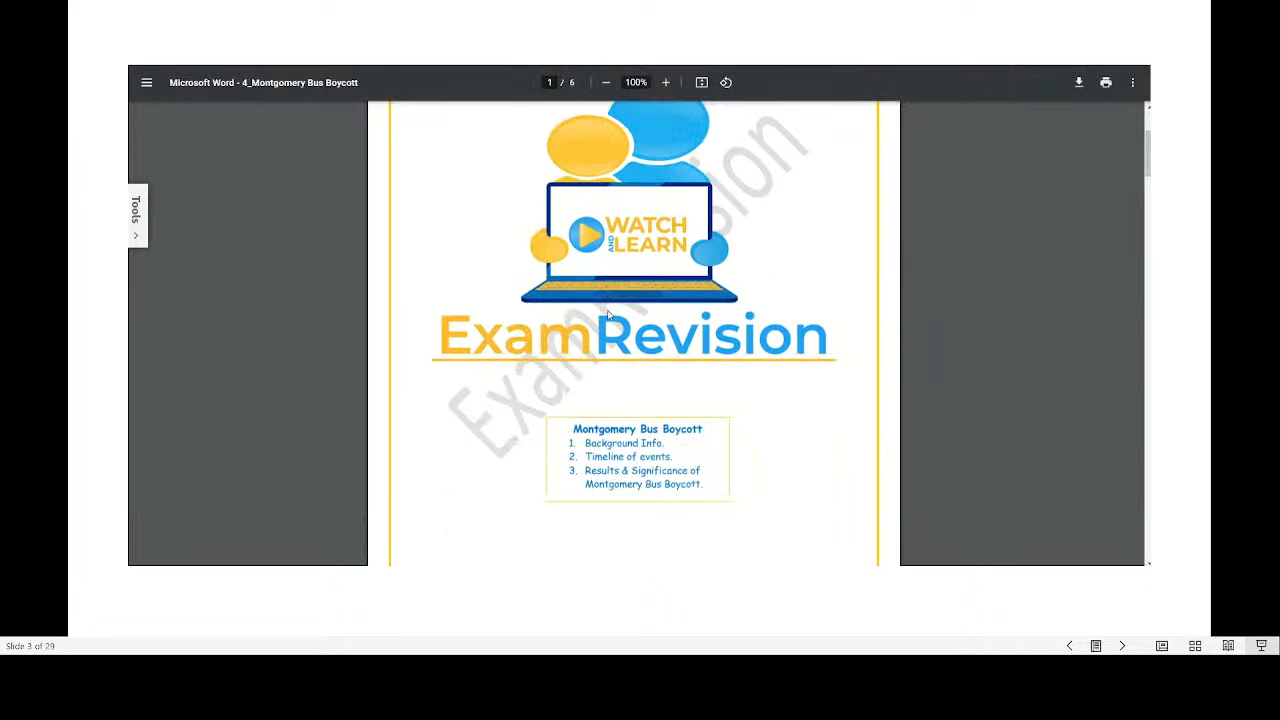 Microsoft Word - 4_Montgomery Bus Boycott
1 / 6
100%
Tools
WATCH
AND
LEARN
ExamRevision
ExamRevision
Montgomery Bus Boycott
1. Background Info.
2. Timeline of events.
3. Results & Significance of
Montgomery Bus Boycott.
Slide 3 of 29